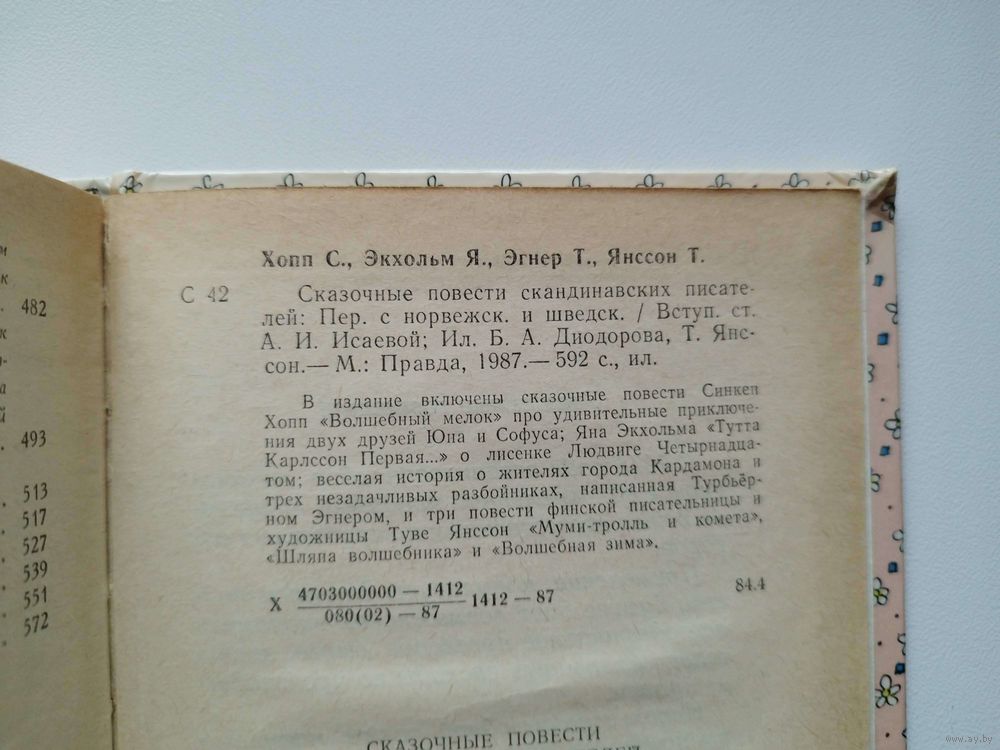 м
к
482
к
а
й
493
513
517
527
539
551
572
Хопп С., Экхольм Я., Эгнер Т., Янссон Т.
С 42 Сказочные повести скандинавских писате-
лей: Пер. с норвежск. и шведск. / Вступ. ст.
А. И. Исаевой; Ил. Б. А. Диодорова, Т. Янс-
сон.— М.: Правда, 1987.— 592 с., ил.
В издание включены сказочные повести Синкен
Хопп «Волшебный мелок» про удивительные приключе-
ния двух друзей Юна и Софуса; Яна Экхольма «Тутта
Карлссон Первая...» о лисенке Людвиге Четырнадца-
том; веселая история о жителях города Кардамона и
трех незадачливых разбойниках, написанная Турбьёр-
ном Эгнером, и три повести финской писательницы и
художницы Туве Янссон «Муми-тролль и комета»,
«Шляпа волшебника» и «Волшебная зима».
Х 4703000000 — 1412 1412 — 87 84.4
080(02) — 87
СКАЗОЧНЫЕ ПОВЕСТИ
www.ay.by